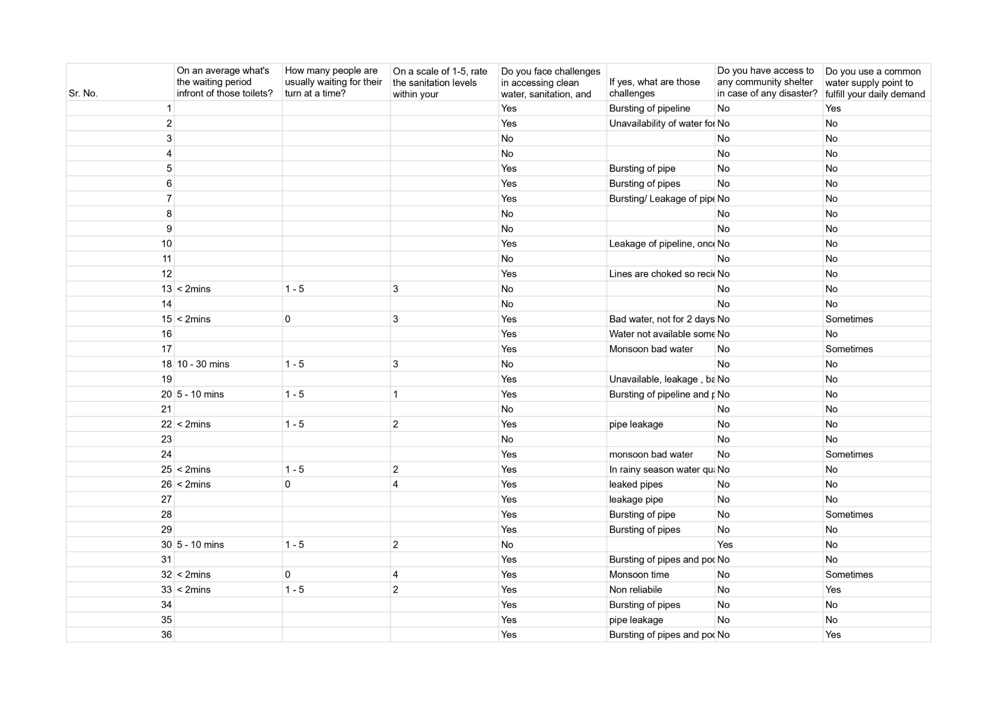 Sr. No. On an average what's the waiting period infront of those toilets? How many people are usually waiting for their turn at a time? On a scale of 1-5, rate the sanitation levels within your Do you face challenges in accessing clean water, sanitation, and If yes, what are those challenges Do you have access to any community shelter in case of any disaster? Do you use a common water supply point to fulfill your daily demand
1 Yes Bursting of pipeline No Yes
2 Yes Unavailability of water for No No
3 No No No
4 No No No
5 Yes Bursting of pipe No No
6 Yes Bursting of pipes No No
7 Yes Bursting/ Leakage of pipe No No
8 No No No
9 No No No
10 Yes Leakage of pipeline, once No No
11 No No No
12 Yes Lines are choked so recie No No
13 < 2mins 1 - 5 3 No No No
14 No No No
15 < 2mins 0 3 Yes Bad water, not for 2 days No Sometimes
16 Yes Water not available some No No
17 Yes Monsoon bad water No Sometimes
18 10 - 30 mins 1 - 5 3 No No No
19 Yes Unavailable, leakage , ba No No
20 5 - 10 mins 1 - 5 1 Yes Bursting of pipeline and p No No
21 No No No
22 < 2mins 1 - 5 2 Yes pipe leakage No No
23 No No No
24 Yes monsoon bad water No Sometimes
25 < 2mins 1 - 5 2 Yes In rainy season water qua No No
26 < 2mins 0 4 Yes leaked pipes No No
27 Yes leakage pipe No No
28 Yes Bursting of pipe No Sometimes
29 Yes Bursting of pipes No No
30 5 - 10 mins 1 - 5 2 No Yes No
31 Yes Bursting of pipes and poo No No
32 < 2mins 0 4 Yes Monsoon time No Sometimes
33 < 2mins 1 - 5 2 Yes Non reliabile No Yes
34 Yes Bursting of pipes No No
35 Yes pipe leakage No No
36 Yes Bursting of pipes and poo No Yes